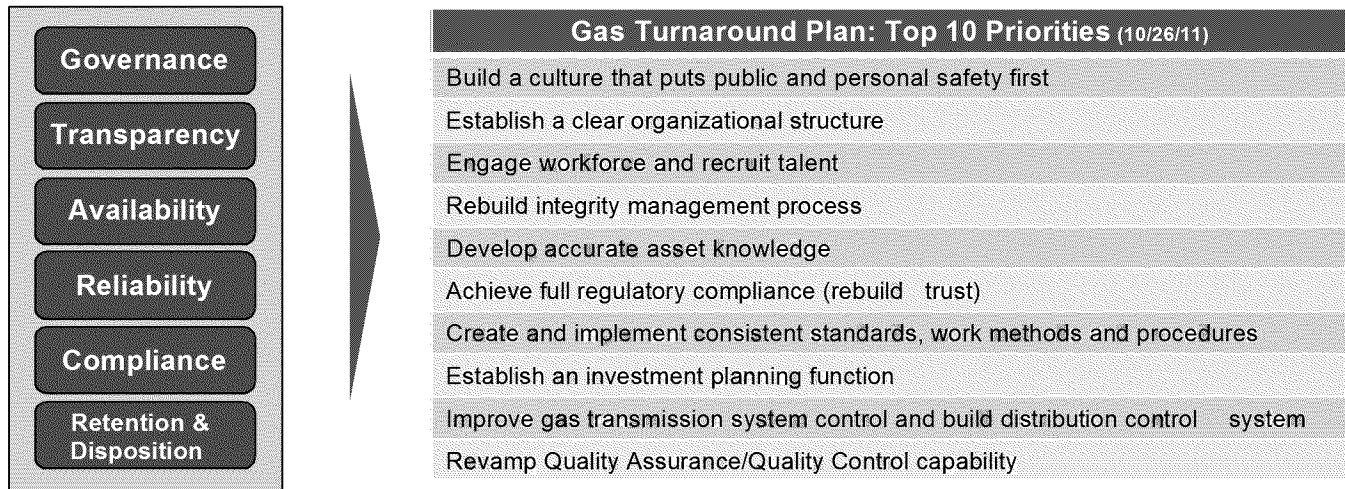 Governance
Transparency
Availability
Reliability
Compliance
Retention &
Disposition
Gas Turnaround Plan: Top 10 Priorities (10/26/11)
Build a culture that puts public and personal safety first
Establish a clear organizational structure
Engage workforce and recruit talent
Rebuild integrity management process
Develop accurate asset knowledge
Achieve full regulatory compliance (rebuild trust)
Create and implement consistent standards, work methods and procedures
Establish an investment planning function
Improve gas transmission system control and build distribution control system
Revamp Quality Assurance/Quality Control capability